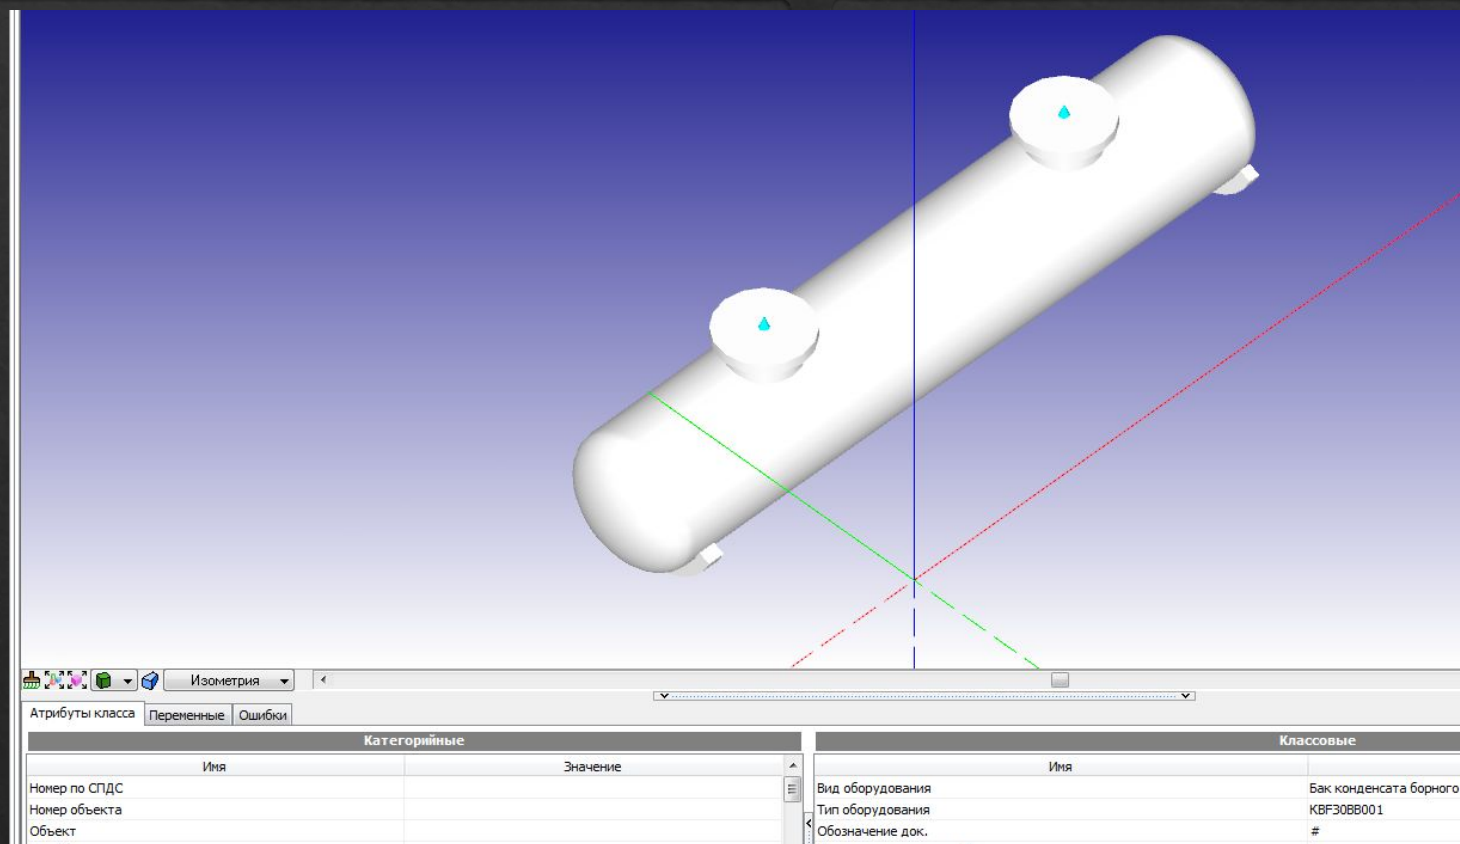 Изометрия
Атрибуты класса Переменные Ошибки
Категорийные Классовые
Имя Значение Имя
Номер по СПДС Вид оборудования Бак конденсата борного
Номер объекта Тип оборудования KBF30BB001
Объект Обозначение док. #